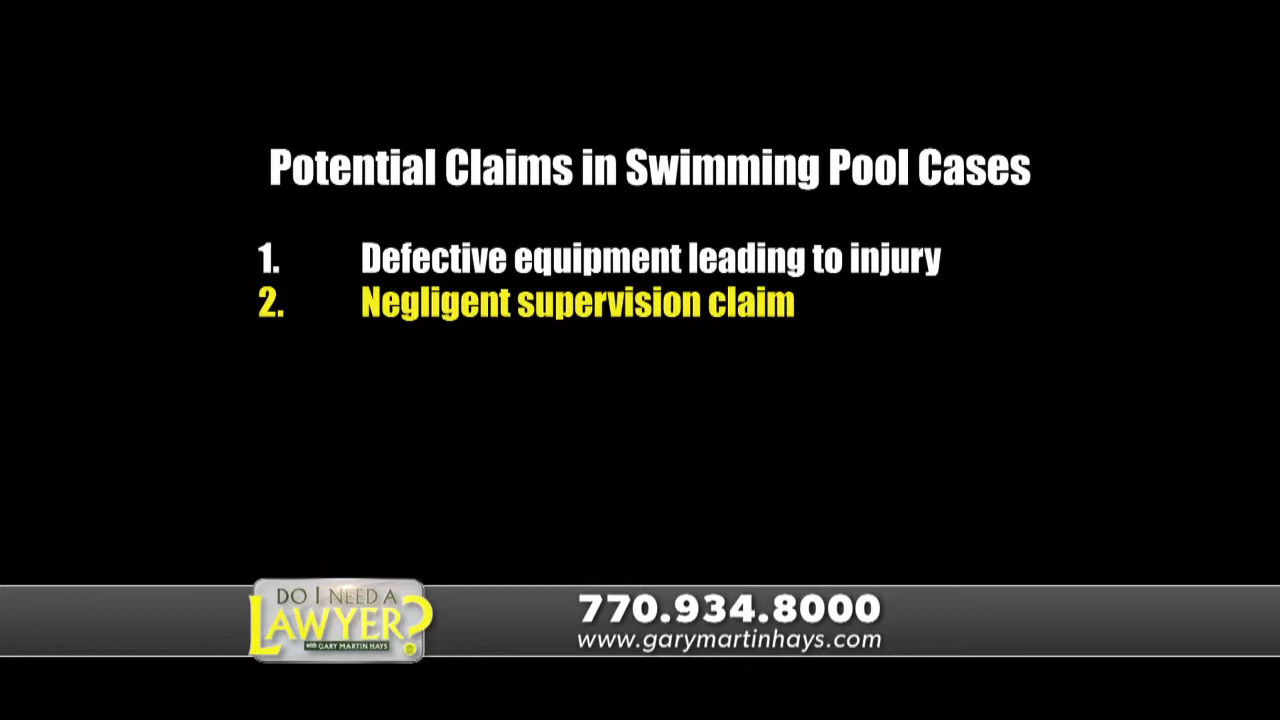 Potential Claims in Swimming Pool Cases
1. Defective equipment leading to injury
2. Negligent supervision claim
DO I NEED A
LAWYER?
with GARY MARTIN HAYS
770.934.8000
www.garymartinhays.com